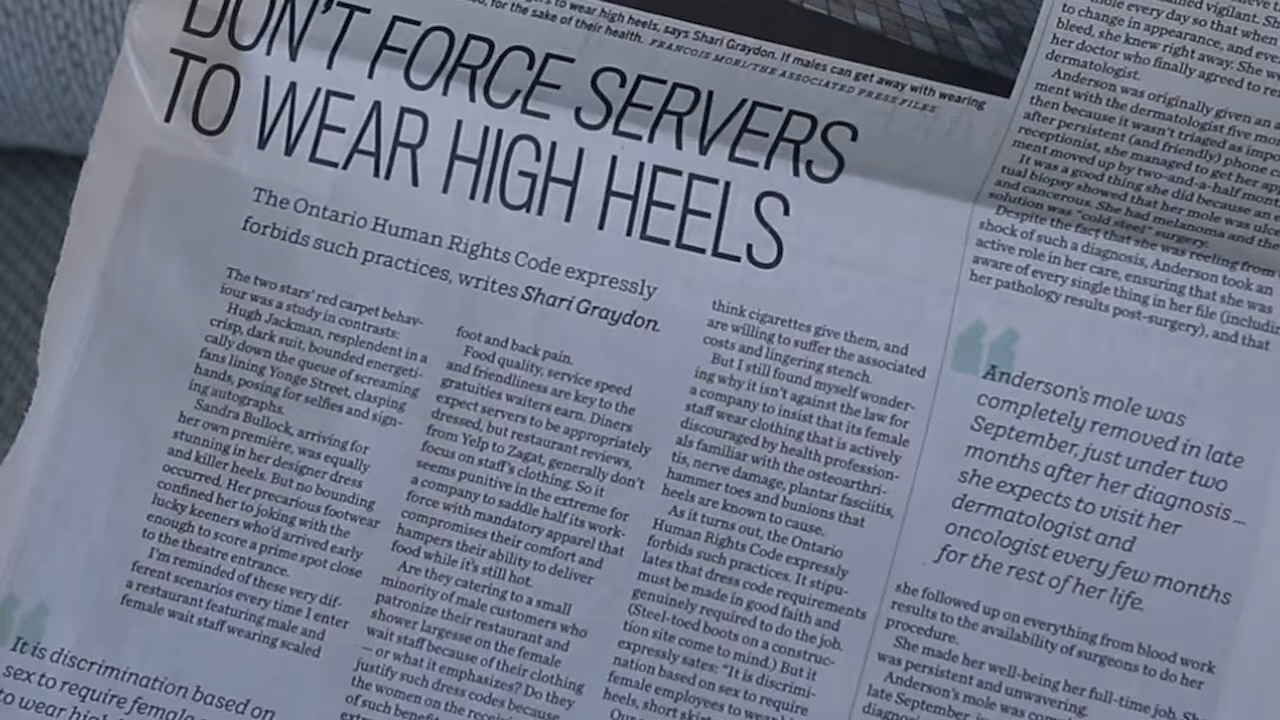 to wear high heels, says Shari Graydon. If males can get away with wearing
for the sake of their health. FRANCOIS MORI/THE ASSOCIATED PRESS FILES
DON'T FORCE SERVERS
TO WEAR HIGH HEELS
The Ontario Human Rights Code expressly
forbids such practices, writes Shari Graydon.
The two stars' red carpet behav-
iour was a study in contrasts:
Hugh Jackman, resplendent in a
crisp, dark suit, bounded energeti-
cally down the queue of screaming
fans lining Yonge Street, clasping
hands, posing for selfies and sign-
ing autographs.
Sandra Bullock, arriving for
her own première, was equally
stunning in her designer dress
and killer heels. But no bounding
occurred. Her precarious footwear
confined her to joking with the
lucky keeners who'd arrived early
enough to score a prime spot close
to the theatre entrance.
I'm reminded of these very dif-
ferent scenarios every time I enter
a restaurant featuring male and
female wait staff wearing scaled
It is discrimination based on
sex to require female
to wear high
foot and back pain.
Food quality, service speed
and friendliness are key to the
gratuities waiters earn. Diners
expect servers to be appropriately
dressed, but restaurant reviews,
from Yelp to Zagat, generally don't
focus on staff's clothing. So it
seems punitive in the extreme for
a company to saddle half its work-
force with mandatory apparel that
compromises their comfort and
hampers their ability to deliver
food while it's still hot.
Are they catering to a small
minority of male customers who
patronize their restaurant and
shower largesse on the female
wait staff because of their clothing
— or what it emphasizes? Do they
justify such dress codes because
the women on the
of such
think cigarettes give them, and
are willing to suffer the associated
costs and lingering stench.
But I still found myself wonder-
ing why it isn't against the law for
a company to insist that its female
staff wear clothing that is actively
discouraged by health profession-
als familiar with the osteoarthri-
tis, nerve damage, plantar fasciitis,
hammer toes and bunions that
heels are known to cause.
As it turns out, the Ontario
Human Rights Code expressly
forbids such practices. It stipu-
lates that dress code requirements
must be made in good faith and
genuinely required to do the job.
(Steel-toed boots on a construc-
tion site come to mind.) But it
expressly sates: "It is discrimi-
nation based on sex to require
female employees to wear
heels, short
to change in appearance, and
bleed, she knew right away. She
her doctor who finally agreed to
dermatologist.
Anderson was originally given an
ment with the dermatologist five
then because it wasn't triaged as
after persistent (and friendly) phone
receptionist, she managed to get her
ment moved up by two-and-a-half
It was a good thing she did because an
tual biopsy showed that her mole was
and cancerous. She had melanoma and the
solution was "cold steel" surgery.
Despite the fact that she was reeling from
shock of such a diagnosis, Anderson took an
active role in her care, ensuring that she was
aware of every single thing in her file
her pathology results post-surgery), and that
“
Anderson's mole was
completely removed in late
September, just under two
months after her diagnosis ...
she expects to visit her
dermatologist and
oncologist every few months
for the rest of her life.
she followed up on everything from blood work
results to the availability of surgeons to do her
procedure.
She made her well-being her full-time job. She
was persistent and unwavering.
Anderson's mole was
late September,